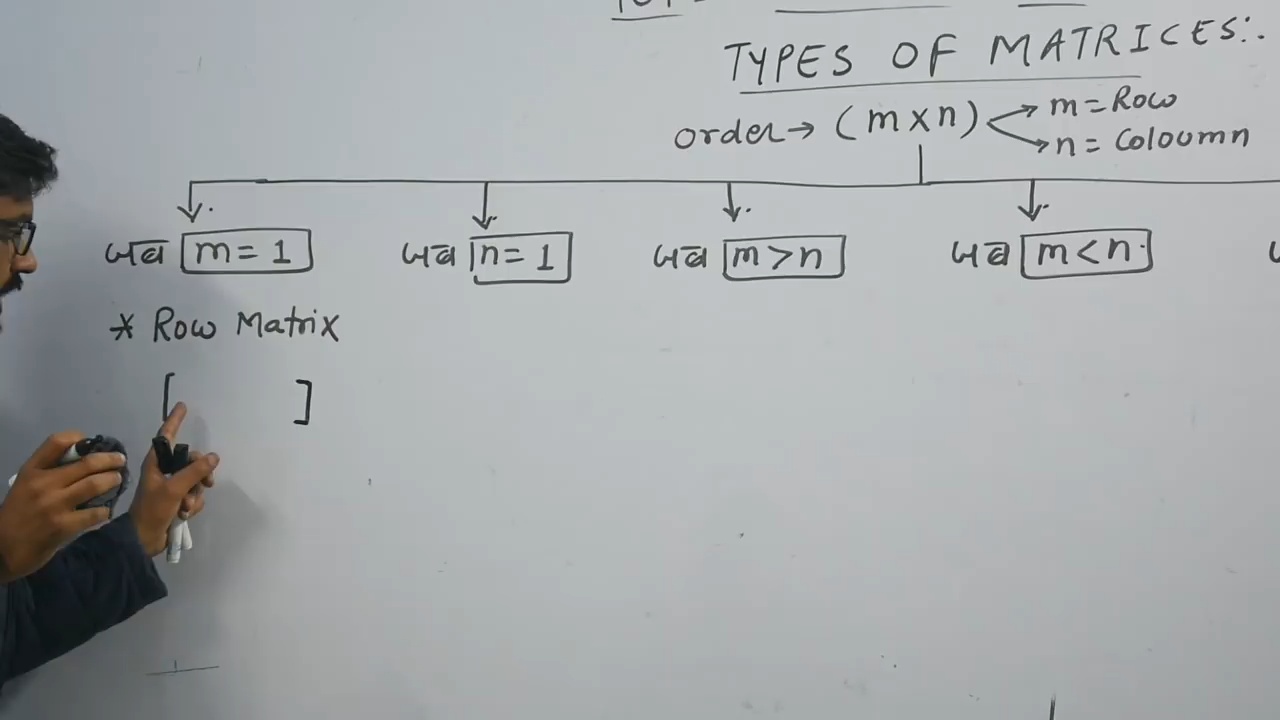 TYPES OF MATRICES:.
order→ (m×n) → m=Row
→ n= Coloumn
जब m=1 जब n=1 जब m>n जब m<n.
* Row Matrix
[ ]